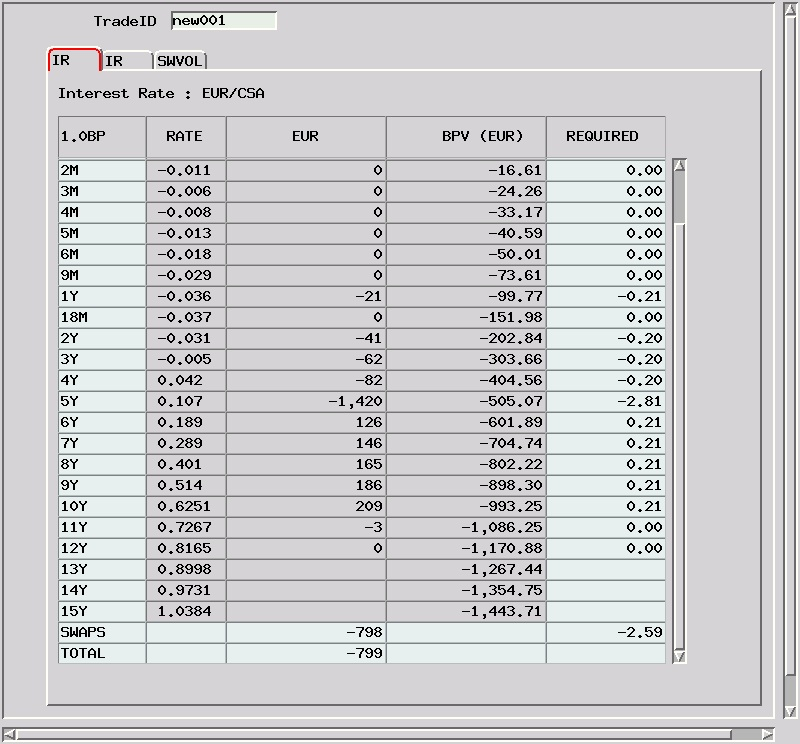 TradeID new001
IR IR SWVOL
Interest Rate : EUR/CSA
1.0BP RATE EUR BPV (EUR) REQUIRED
2M -0.011 0 -16.61 0.00
3M -0.006 0 -24.26 0.00
4M -0.008 0 -33.17 0.00
5M -0.013 0 -40.59 0.00
6M -0.018 0 -50.01 0.00
9M -0.029 0 -73.61 0.00
1Y -0.036 -21 -99.77 -0.21
18M -0.037 0 -151.98 0.00
2Y -0.031 -41 -202.84 -0.20
3Y -0.005 -62 -303.66 -0.20
4Y 0.042 -82 -404.56 -0.20
5Y 0.107 -1,420 -505.07 -2.81
6Y 0.189 126 -601.89 0.21
7Y 0.289 146 -704.74 0.21
8Y 0.401 165 -802.22 0.21
9Y 0.514 186 -898.30 0.21
10Y 0.6251 209 -993.25 0.21
11Y 0.7267 -3 -1,086.25 0.00
12Y 0.8165 0 -1,170.88 0.00
13Y 0.8998 -1,267.44
14Y 0.9731 -1,354.75
15Y 1.0384 -1,443.71
SWAPS -798 -2.59
TOTAL -799